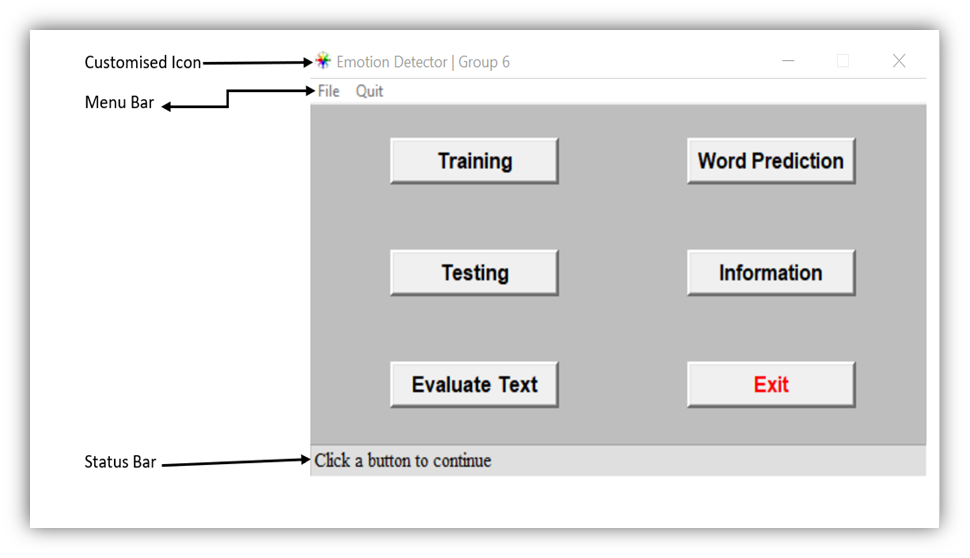 Customised Icon
Emotion Detector | Group 6
Menu Bar
File Quit
Training
Word Prediction
Testing
Information
Evaluate Text
Exit
Status Bar
Click a button to continue